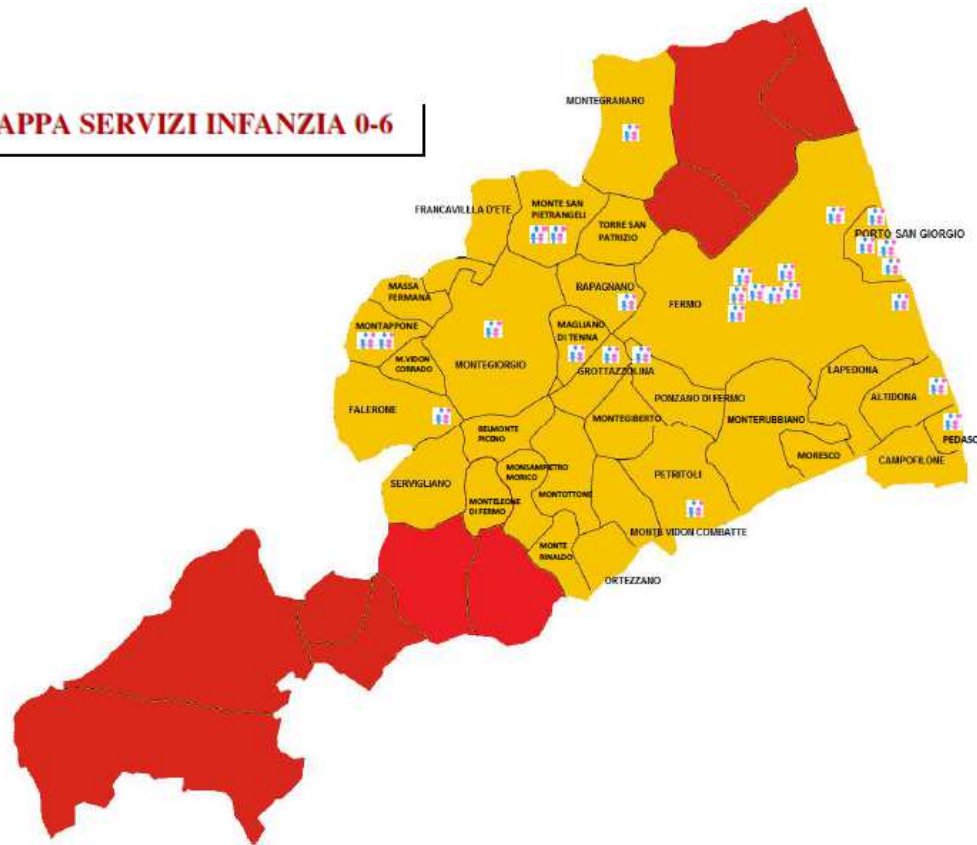 APPA SERVIZI INFANZIA 0-6
MONTEGRANARO
FRANCAVILLLA D'ETE
MONTE SAN
PIETRANGELI
TORRE SAN
PATRIZIO
PORTO SAN GIORGIO
MASSA
FERMANA
RAPAGNANO
FERMO
MONTAPPONE
MAGLIANO
DI TENNA
M.VIDON
CORRADO
MONTEGIORGIO
GROTTAZZOLINA
LAPEDONA
FALERONE
PONZANO DI FERMO
ALTIDONA
MONTEGIBERTO
MONTERUBBIANO
BELMONTE
PICENO
PEDASO
MORESCO
CAMPOFILONE
SERVIGLIANO
MONSAMPIETRO
MORICO
PETRITOLI
MONTELEONE
DI FERMO
MONTOTTONE
MONTE VIDON COMBATTE
MONTE
RINALDO
ORTEZZANO